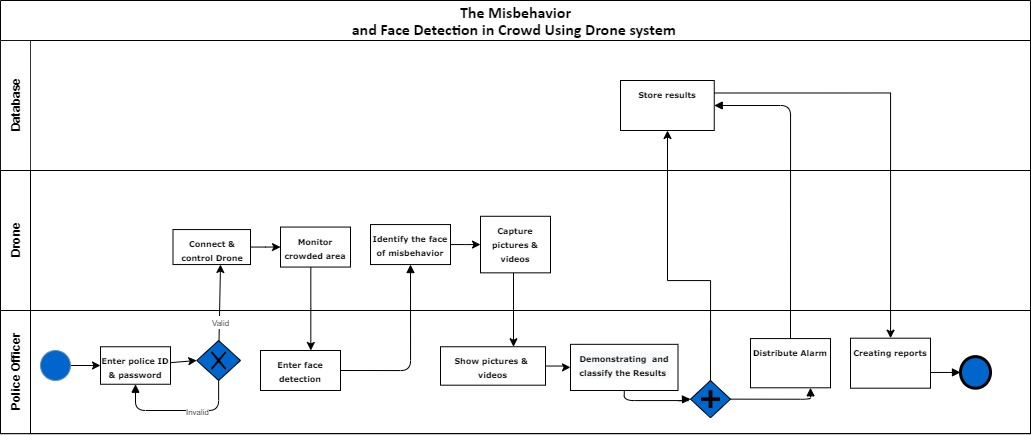 The Misbehavior
and Face Detection in Crowd Using Drone system
Database
Store results
Drone
Connect &
control Drone
Monitor
crowded area
Identify the face
of misbehavior
Capture
pictures &
videos
Valid
Police Officer
Enter police ID
& password
Invalid
Enter face
detection
Show pictures &
videos
Demonstrating and
classify the Results
Distribute Alarm
Creating reports